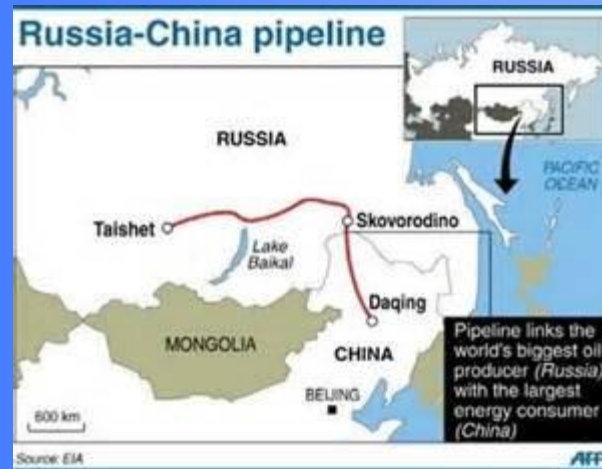 Russia-China pipeline
RUSSIA
RUSSIA
PACIFIC
OCEAN
Taishet
Skovorodino
Lake
Baikal
Daqing
MONGOLIA
CHINA
BEIJING
600 km
Pipeline links the
world's biggest oil
producer (Russia)
with the largest
energy consumer
(China)
Source: EIA
AFP